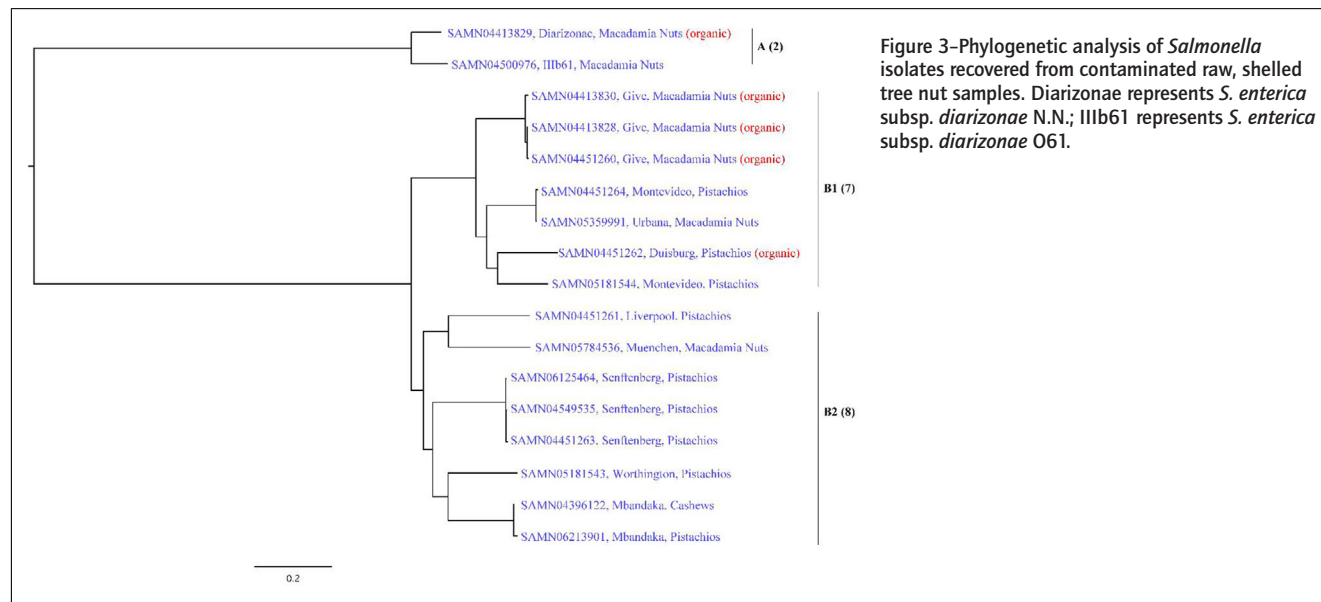 SAMN04413829, Diarizonae, Macadamia Nuts (organic)
SAMN04500976, IIIb61, Macadamia Nuts
A (2)
SAMN04413830, Give, Macadamia Nuts (organic)
SAMN04413828, Give, Macadamia Nuts (organic)
SAMN04451260, Give, Macadamia Nuts (organic)
SAMN04451264, Montevideo, Pistachios
SAMN05359991, Urbana, Macadamia Nuts
SAMN04451262, Duisburg, Pistachios (organic)
SAMN05181544, Montevideo, Pistachios
B1 (7)
SAMN04451261, Liverpool, Pistachios
SAMN05784536, Muenchen, Macadamia Nuts
SAMN06125464, Senftenberg, Pistachios
SAMN04549535, Senftenberg, Pistachios
SAMN04451263, Senftenberg, Pistachios
SAMN05181543, Worthington, Pistachios
SAMN04396122, Mbandaka, Cashews
SAMN06213901, Mbandaka, Pistachios
B2 (8)
0.2
Figure 3–Phylogenetic analysis of Salmonella
isolates recovered from contaminated raw, shelled
tree nut samples. Diarizonae represents S. enterica
subsp. diarizonae N.N.; IIIb61 represents S. enterica
subsp. diarizonae O61.